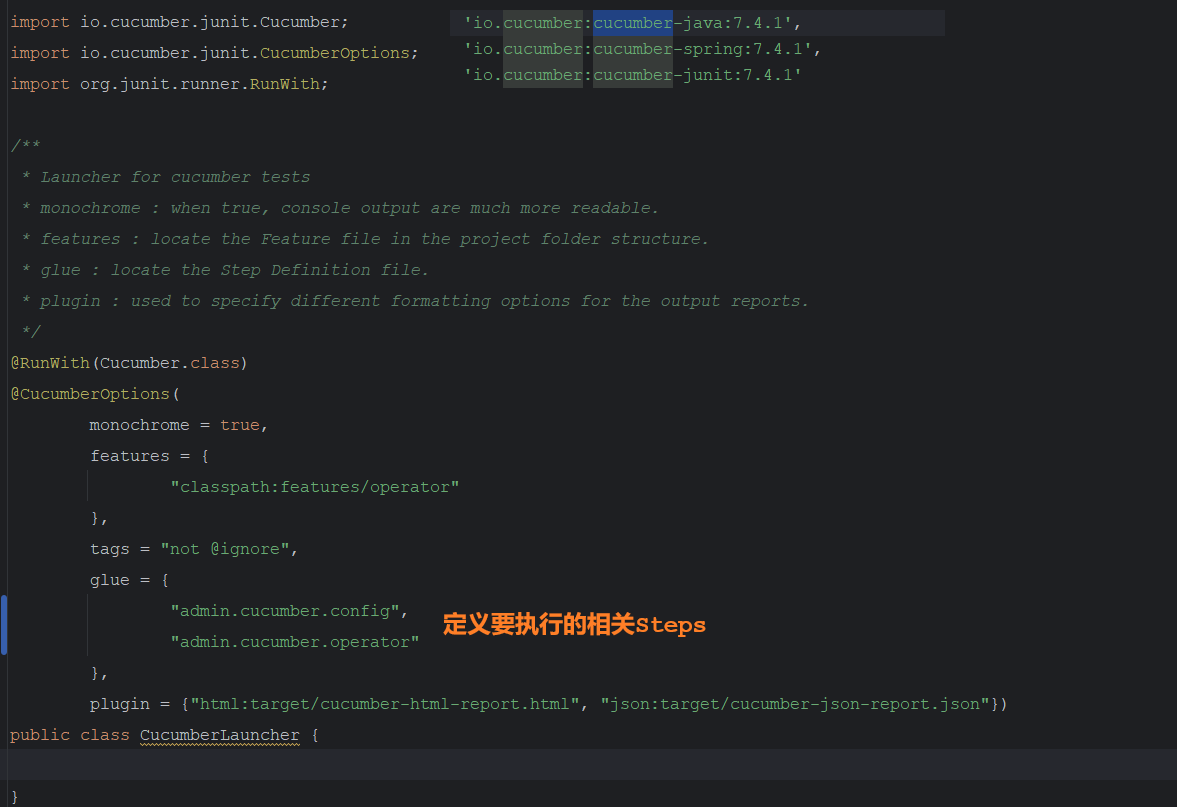 import io.cucumber.junit.Cucumber;
import io.cucumber.junit.CucumberOptions;
import org.junit.runner.RunWith;
'io.cucumber:cucumber-java:7.4.1',
'io.cucumber:cucumber-spring:7.4.1',
'io.cucumber:cucumber-junit:7.4.1'
/**
 * Launcher for cucumber tests
 * monochrome : when true, console output are much more readable.
 * features : locate the Feature file in the project folder structure.
 * glue : locate the Step Definition file.
 * plugin : used to specify different formatting options for the output reports.
 */
@RunWith(Cucumber.class)
@CucumberOptions(
        monochrome = true,
        features = {
                "classpath:features/operator"
        },
        tags = "not @ignore",
        glue = {
                "admin.cucumber.config",
                "admin.cucumber.operator"
定义要执行的相关Steps
        },
        plugin = {"html:target/cucumber-html-report.html", "json:target/cucumber-json-report.json"})
public class CucumberLauncher {
}